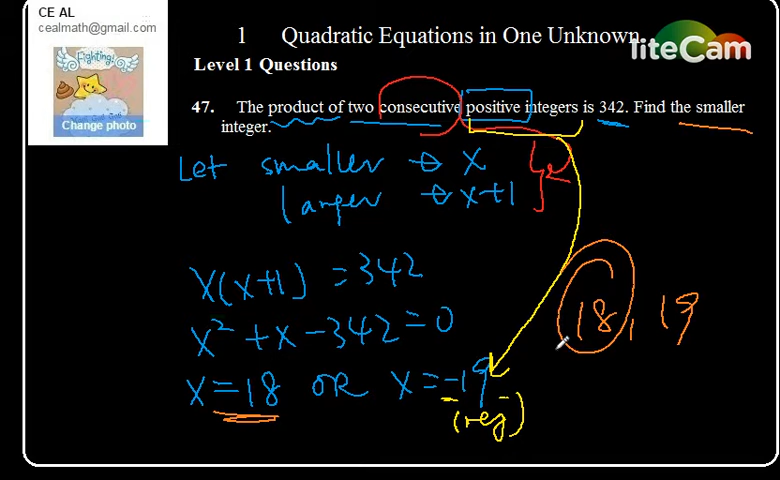 CE AL
cealmath@gmail.com
Fighting!
Change photo
1 Quadratic Equations in One Unknown
liteCam
Level 1 Questions
47. The product of two consecutive positive integers is 342. Find the smaller
integer.
Let smaller → x
larger → x+1
x(x+1) = 342
x² + x - 342 = 0
x = 18 OR x = -19
(rej)
18, 19